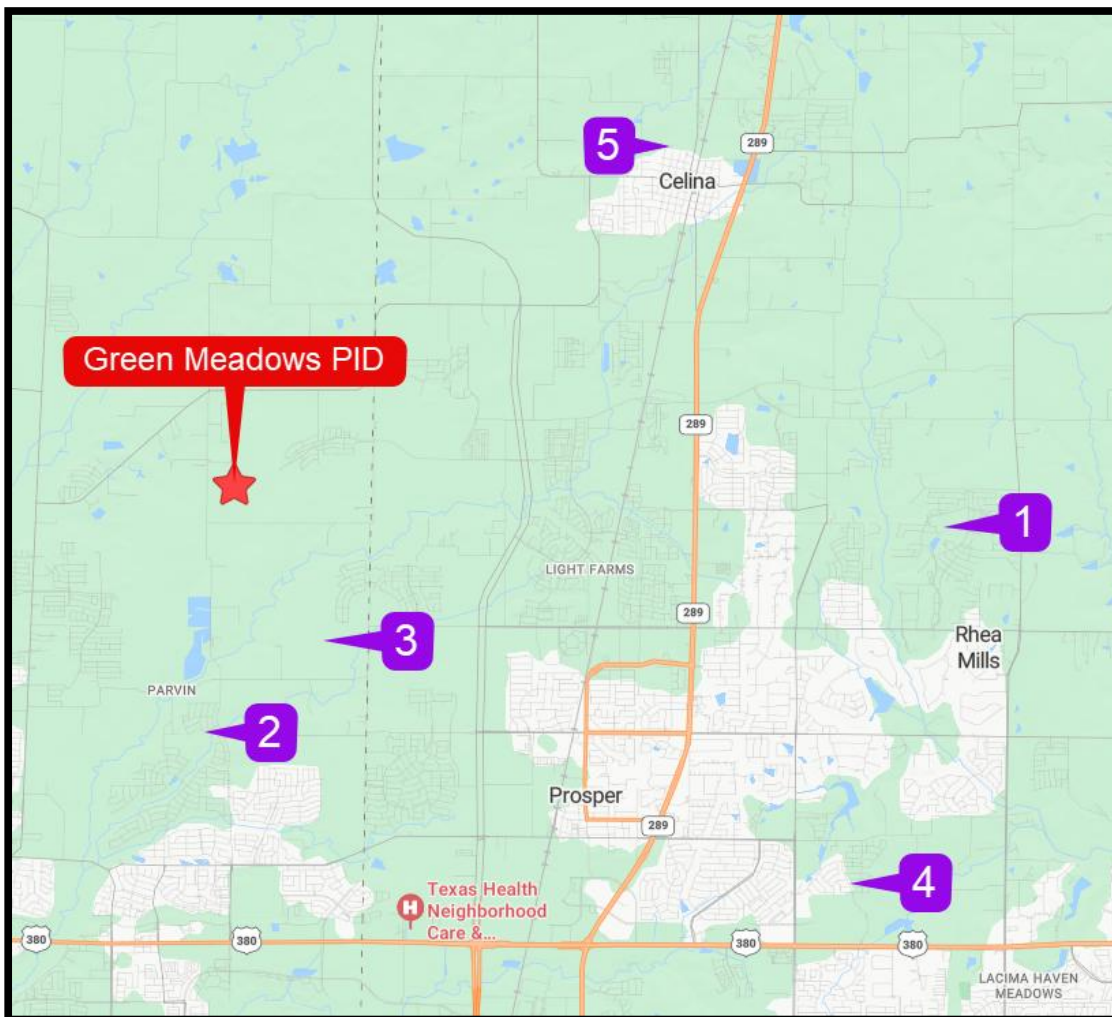 5
289
Celina
Green Meadows PID
289
1
LIGHT FARMS
289
3
Rhea
Mills
PARVIN
2
Prosper
289
4
H
Texas Health
Neighborhood
Care &...
380
380
380
380
LACIMA HAVEN
MEADOWS